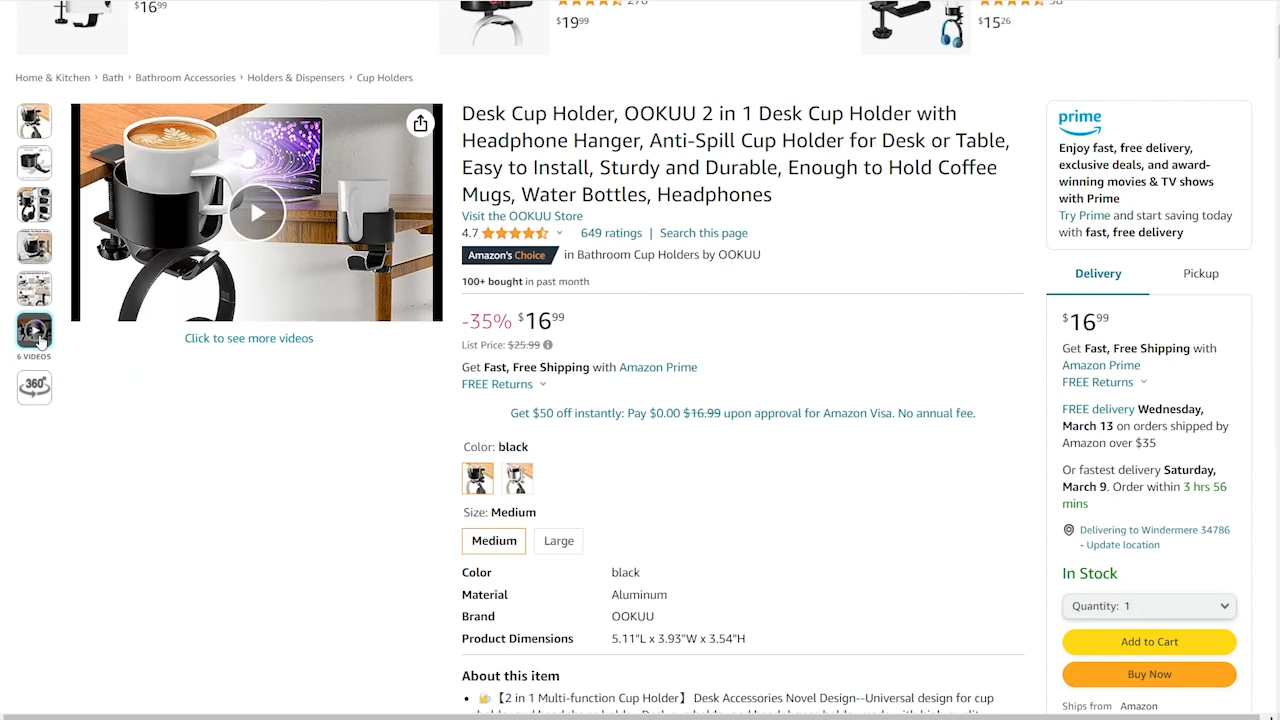 $16.99
$19.99
$15.26
Home & Kitchen › Bath › Bathroom Accessories › Holders & Dispensers › Cup Holders
6 VIDEOS
360°
Click to see more videos
Desk Cup Holder, OOKUU 2 in 1 Desk Cup Holder with
Headphone Hanger, Anti-Spill Cup Holder for Desk or Table,
Easy to Install, Sturdy and Durable, Enough to Hold Coffee
Mugs, Water Bottles, Headphones
Visit the OOKUU Store
4.7 649 ratings | Search this page
Amazon's Choice in Bathroom Cup Holders by OOKUU
100+ bought in past month
-35% $16.99
List Price: $25.99
Get Fast, Free Shipping with Amazon Prime
FREE Returns
Get $50 off instantly: Pay $0.00 $16.99 upon approval for Amazon Visa. No annual fee.
Color: black
Size: Medium
Medium Large
Color black
Material Aluminum
Brand OOKUU
Product Dimensions 5.11"L x 3.93"W x 3.54"H
About this item
• 【2 in 1 Multi-function Cup Holder】 Desk Accessories Novel Design--Universal design for cup
prime
Enjoy fast, free delivery,
exclusive deals, and award-
winning movies & TV shows
with Prime
Try Prime and start saving today
with fast, free delivery
Delivery Pickup
$16.99
Get Fast, Free Shipping with
Amazon Prime
FREE Returns
FREE delivery Wednesday,
March 13 on orders shipped by
Amazon over $35
Or fastest delivery Saturday,
March 9. Order within 3 hrs 56
mins
Delivering to Windermere 34786
- Update location
In Stock
Quantity: 1
Add to Cart
Buy Now
Ships from Amazon